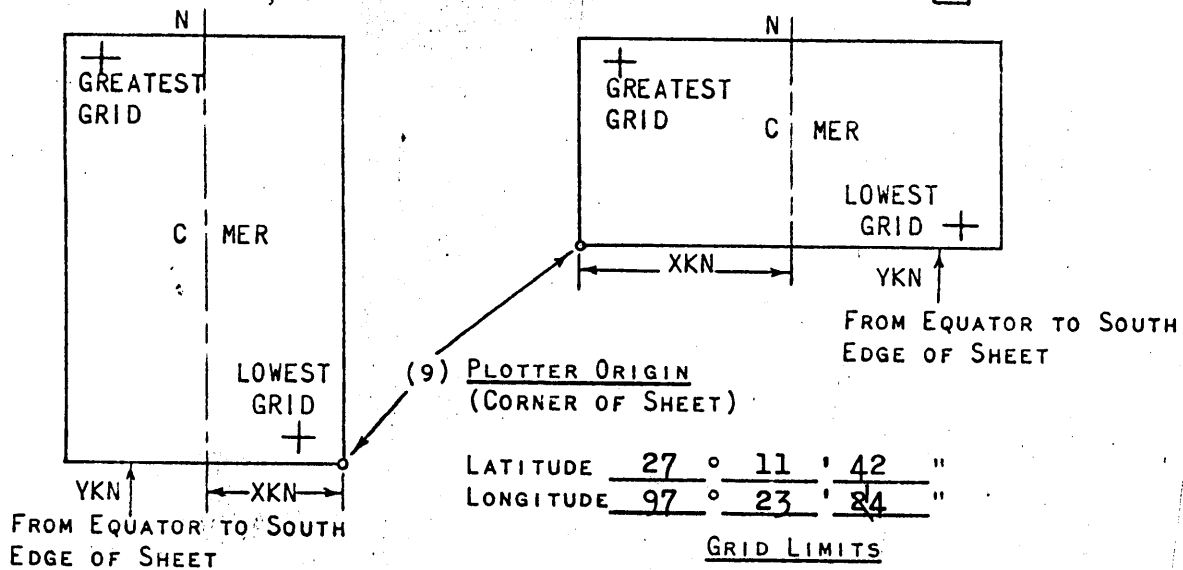 N
GREATEST
GRID
C MER
LOWEST
GRID
YKN
XKN
FROM EQUATOR TO SOUTH
EDGE OF SHEET
N
GREATEST
GRID
C MER
LOWEST
GRID
XKN
YKN
FROM EQUATOR TO SOUTH
EDGE OF SHEET
(9) PLOTTER ORIGIN
(CORNER OF SHEET)
LATITUDE 27 ° 11 ' 42 "
LONGITUDE 97 ° 23 ' "
GRID LIMITS